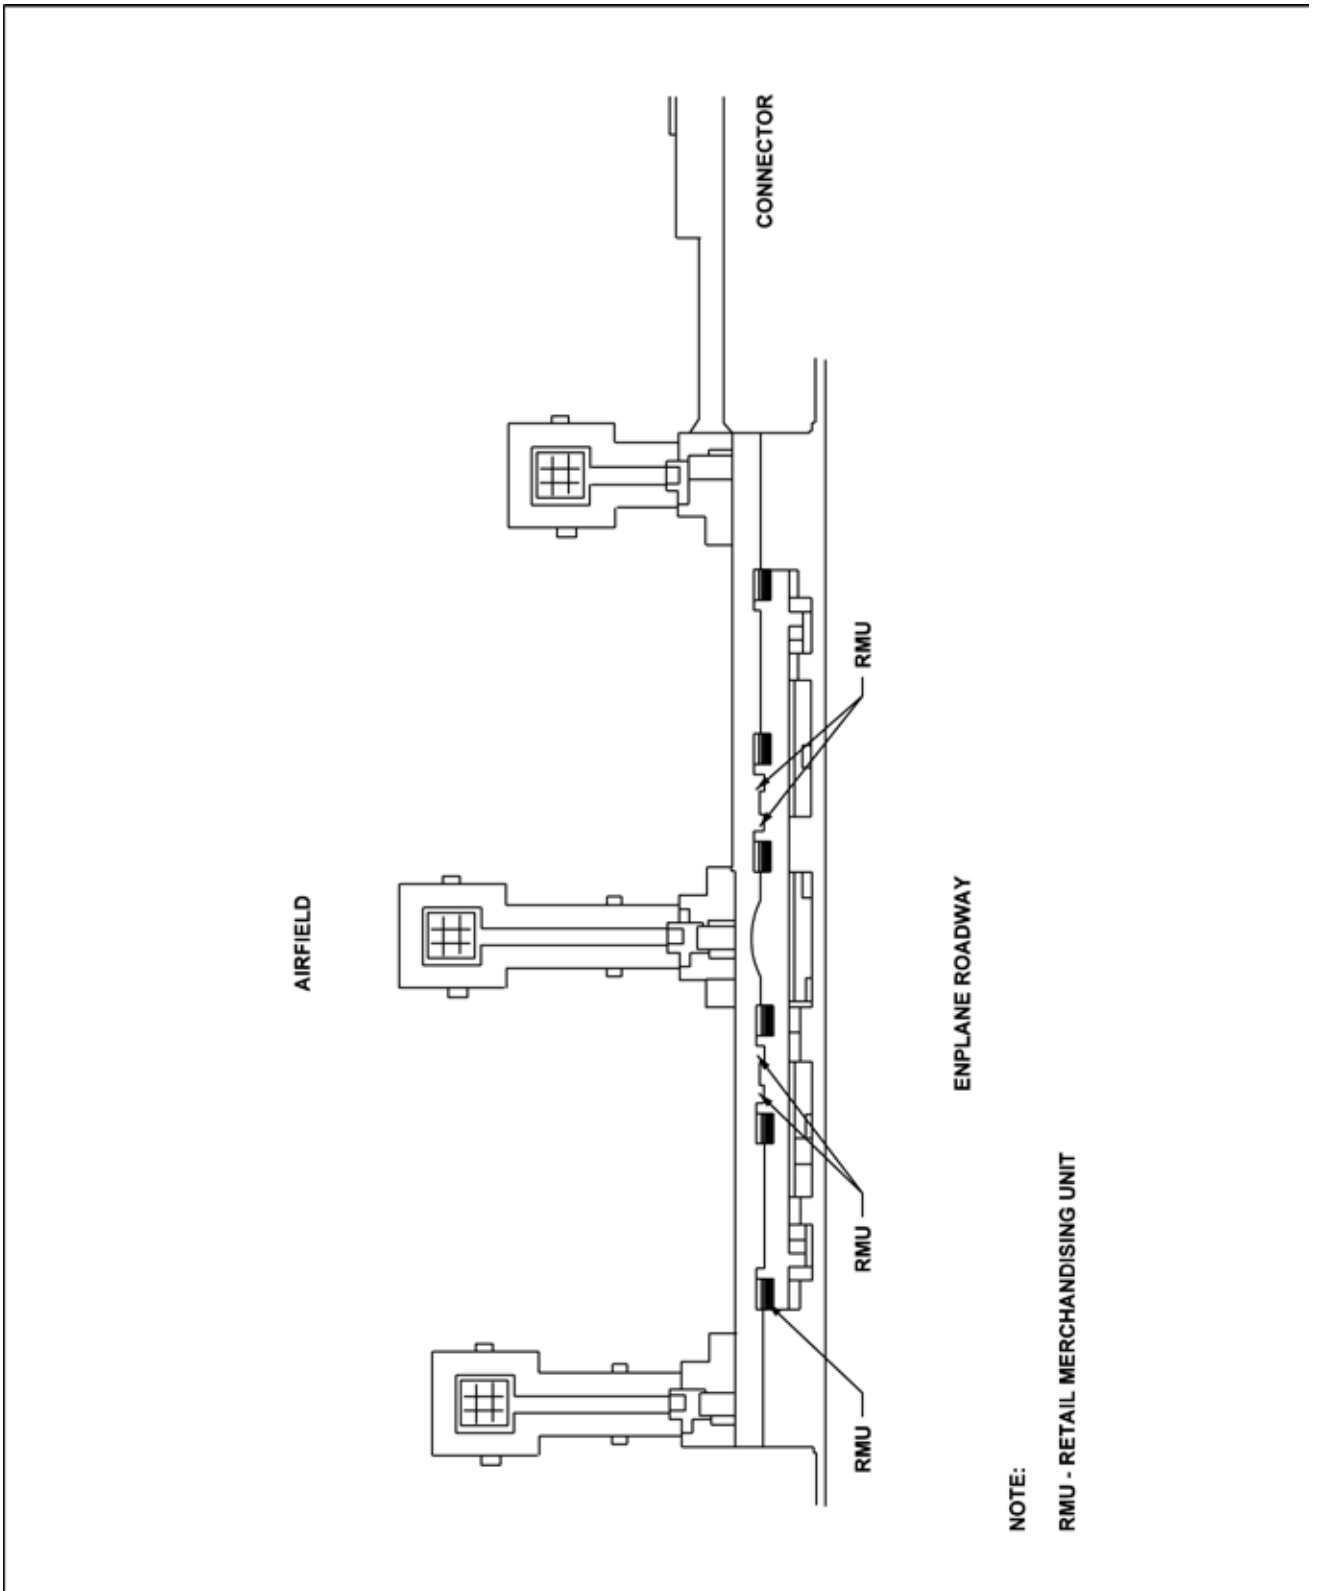 CONNECTOR
AIRFIELD
RMU
RMU
RMU
ENPLANE ROADWAY
NOTE:
RMU - RETAIL MERCHANDISING UNIT